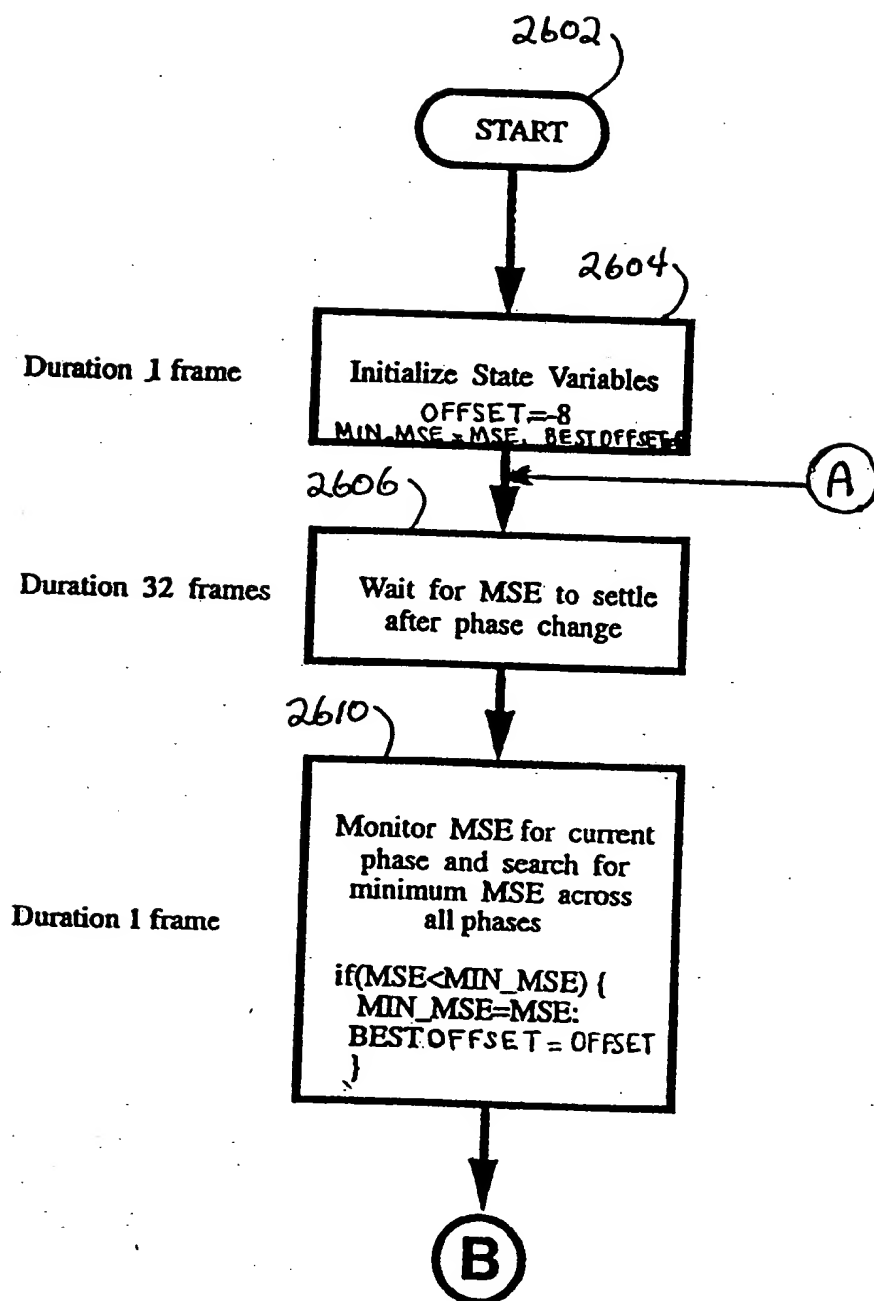 2602
START
2604
Duration 1 frame
Initialize State Variables
OFFSET=-8
MIN_MSE = MSE, BEST OFFSET=
A
2606
Duration 32 frames
Wait for MSE to settle
after phase change
2610
Monitor MSE for current
phase and search for
minimum MSE across
all phases
Duration 1 frame
if(MSE<MIN_MSE) {
MIN_MSE=MSE:
BEST OFFSET = OFFSET
}
B